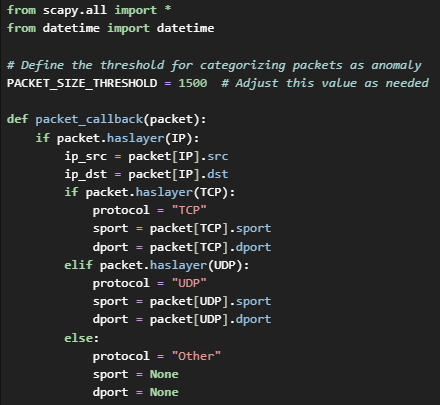 from scapy.all import *
from datetime import datetime

# Define the threshold for categorizing packets as anomaly
PACKET_SIZE_THRESHOLD = 1500  # Adjust this value as needed

def packet_callback(packet):
    if packet.haslayer(IP):
        ip_src = packet[IP].src
        ip_dst = packet[IP].dst
        if packet.haslayer(TCP):
            protocol = "TCP"
            sport = packet[TCP].sport
            dport = packet[TCP].dport
        elif packet.haslayer(UDP):
            protocol = "UDP"
            sport = packet[UDP].sport
            dport = packet[UDP].dport
        else:
            protocol = "Other"
            sport = None
            dport = None